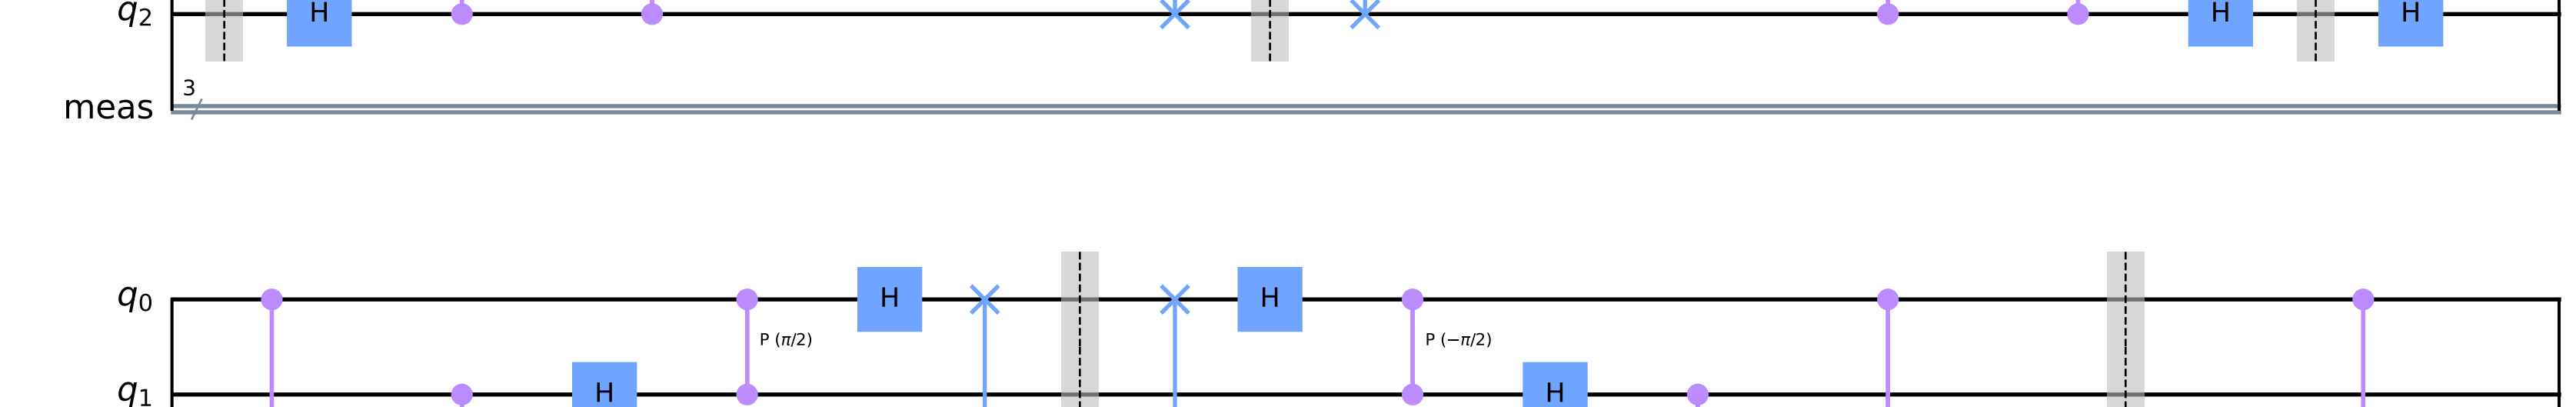 q2 H H H
3
meas
q0 H H
P (π/2) P (−π/2)
q1 H H